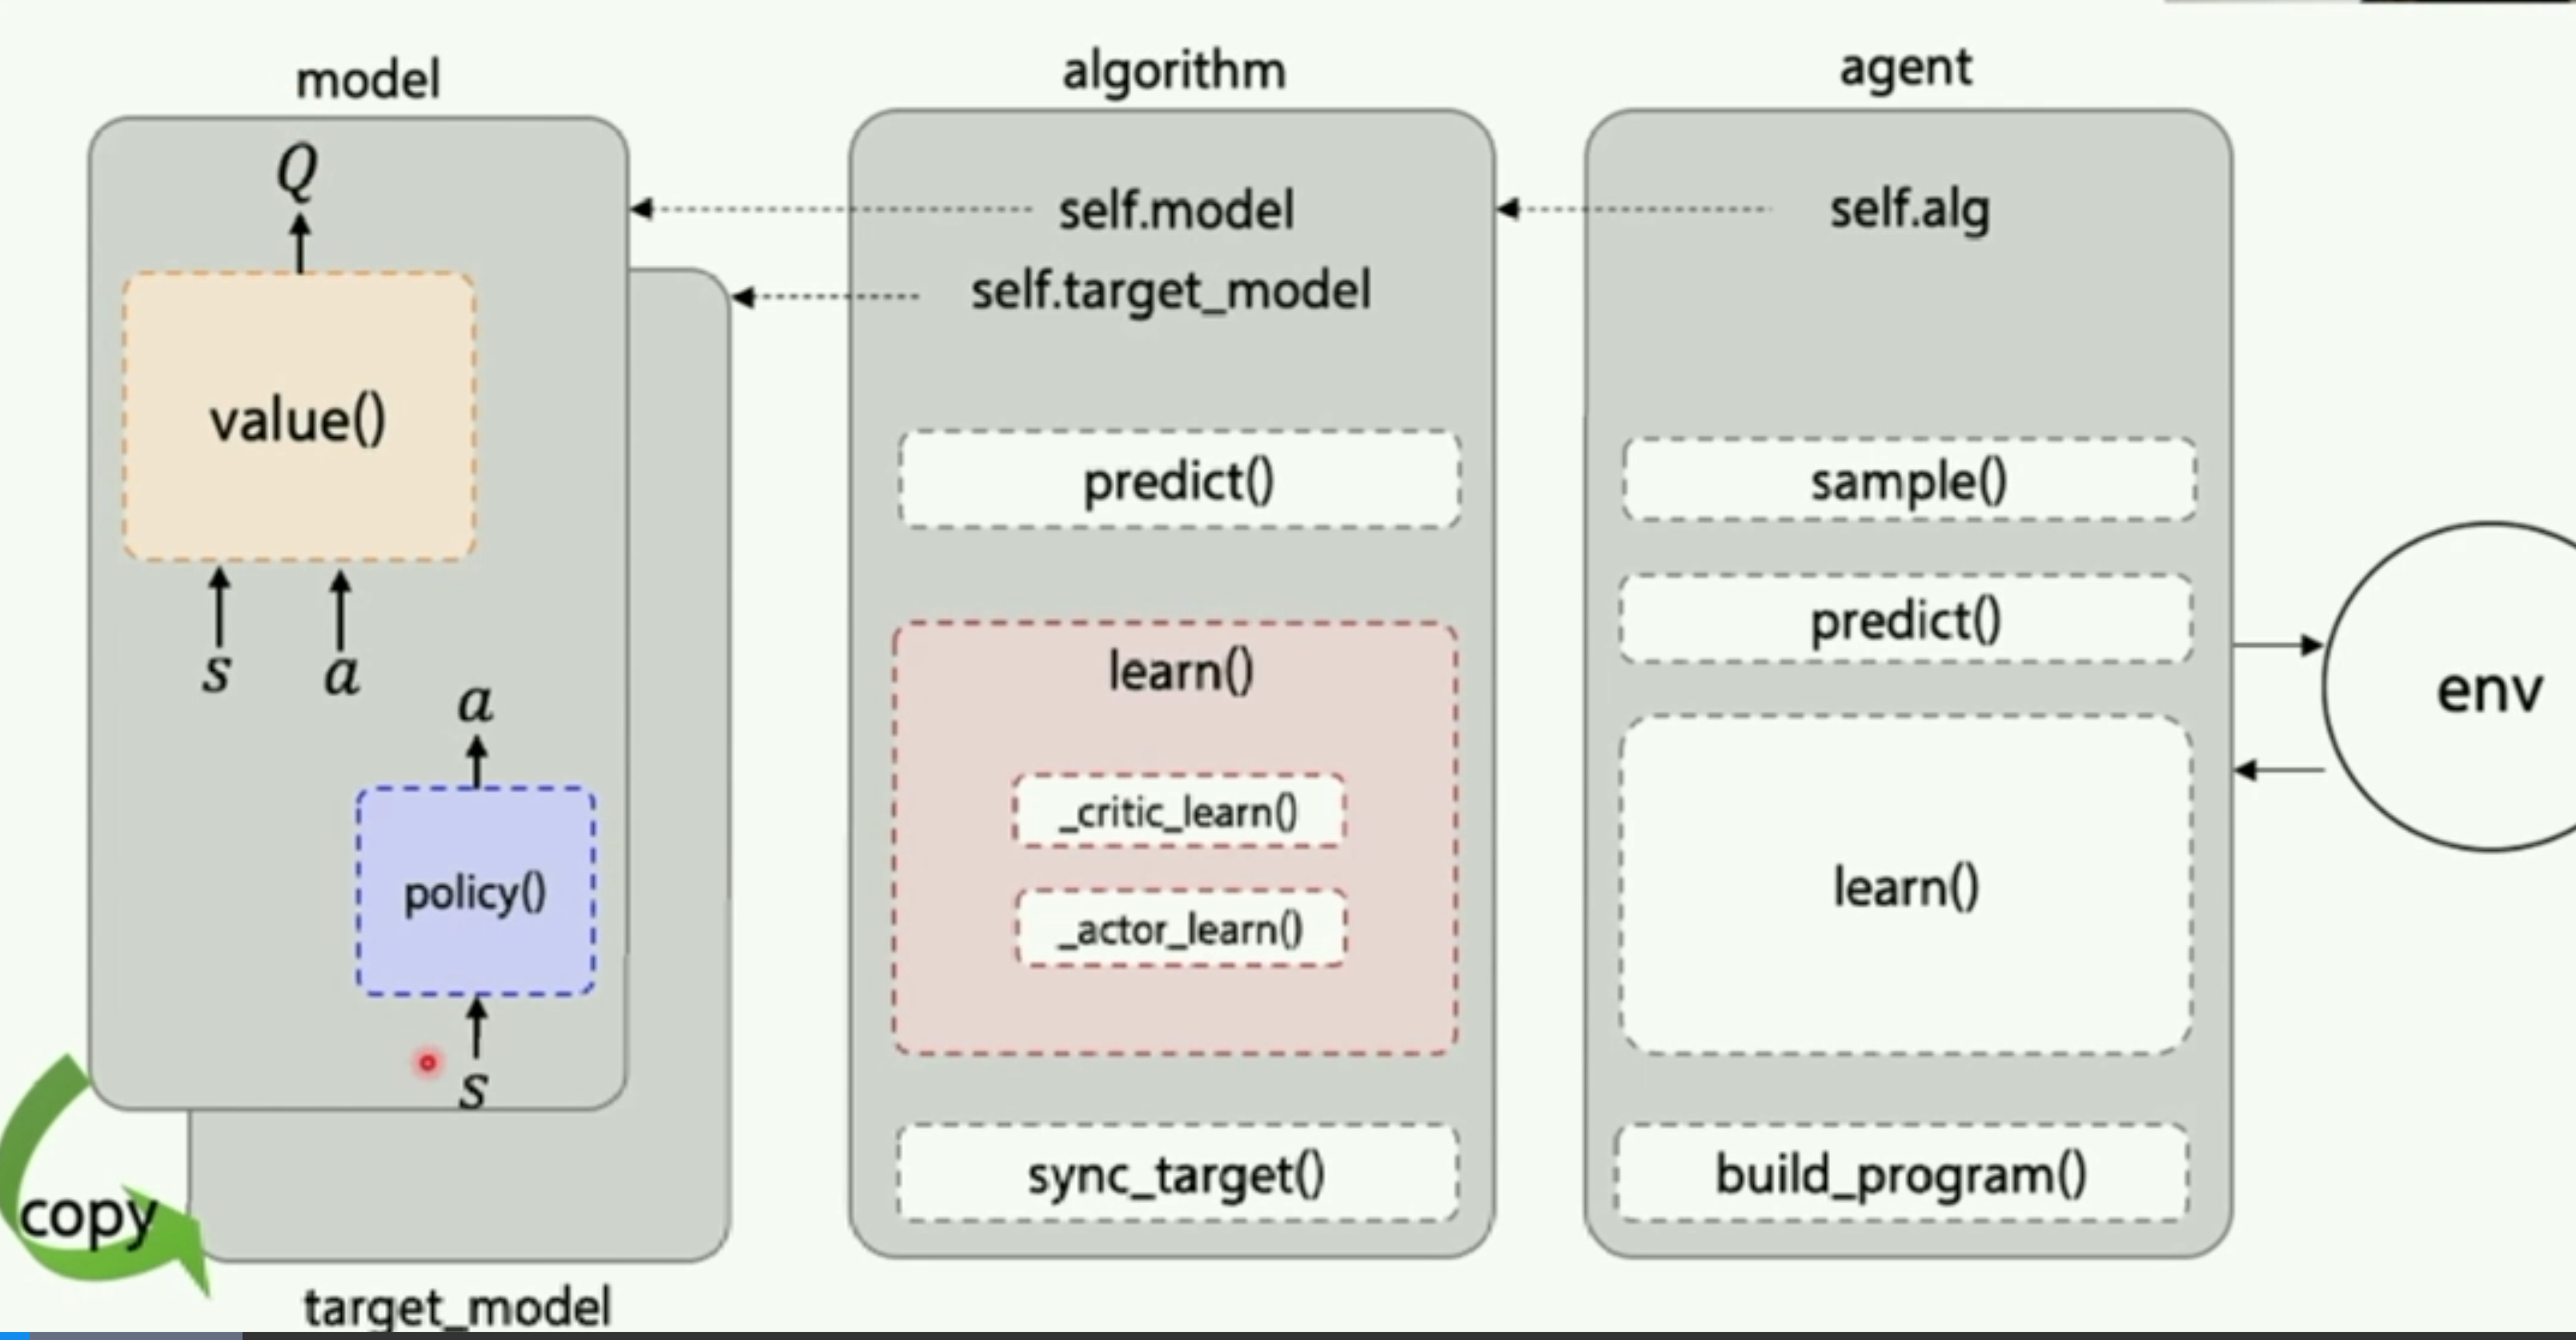 model
Q
value()
s a
a
policy()
s
copy
target_model
algorithm
self.model
self.target_model
predict()
learn()
_critic_learn()
_actor_learn()
sync_target()
agent
self.alg
sample()
predict()
learn()
build_program()
env